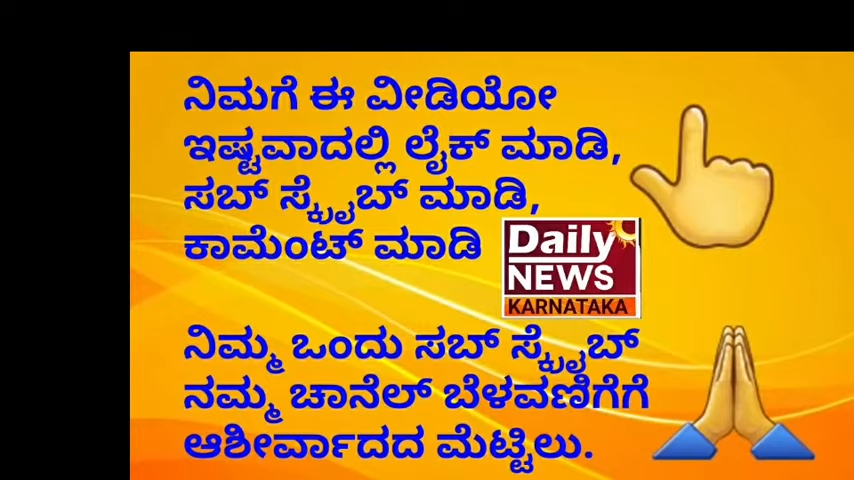 ನಿಮಗೆ ಈ ವೀಡಿಯೋ
ಇಷ್ಟವಾದಲ್ಲಿ ಲೈಕ್ ಮಾಡಿ,
ಸಬ್ ಸ್ಕ್ರೈಬ್ ಮಾಡಿ,
ಕಾಮೆಂಟ್ ಮಾಡಿ
Daily
NEWS
KARNATAKA
ನಿಮ್ಮ ಒಂದು ಸಬ್ ಸ್ಕ್ರೈಬ್
ನಮ್ಮ ಚಾನೆಲ್ ಬೆಳವಣಿಗೆಗೆ
ಆಶೀರ್ವಾದದ ಮೆಟ್ಟಿಲು.